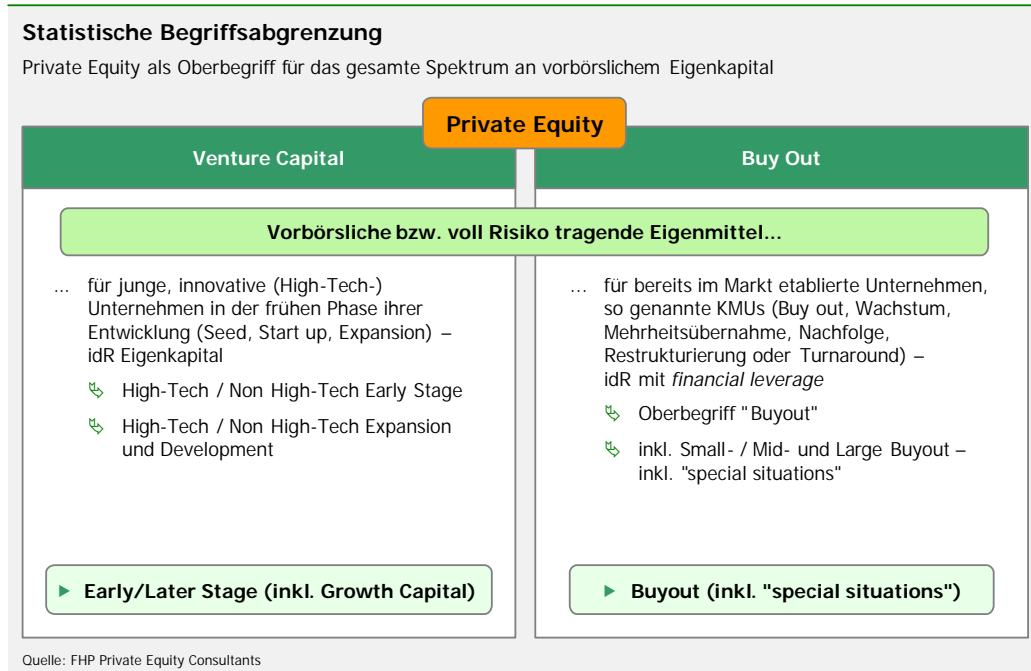 Statistische Begriffsabgrenzung
Private Equity als Oberbegriff für das gesamte Spektrum an vorbörslichem Eigenkapital
Private Equity
Venture Capital
Buy Out
Vorbörsliche bzw. voll Risiko tragende Eigenmittel...
... für junge, innovative (High-Tech-)
Unternehmen in der frühen Phase ihrer
Entwicklung (Seed, Start up, Expansion) –
idR Eigenkapital
High-Tech / Non High-Tech Early Stage
High-Tech / Non High-Tech Expansion
und Development
Early/Later Stage (inkl. Growth Capital)
... für bereits im Markt etablierte Unternehmen,
so genannte KMUs (Buy out, Wachstum,
Mehrheitsübernahme, Nachfolge,
Restrukturierung oder Turnaround) –
idR mit financial leverage
Oberbegriff "Buyout"
inkl. Small- / Mid- und Large Buyout –
inkl. "special situations"
Buyout (inkl. "special situations")
Quelle: FHP Private Equity Consultants